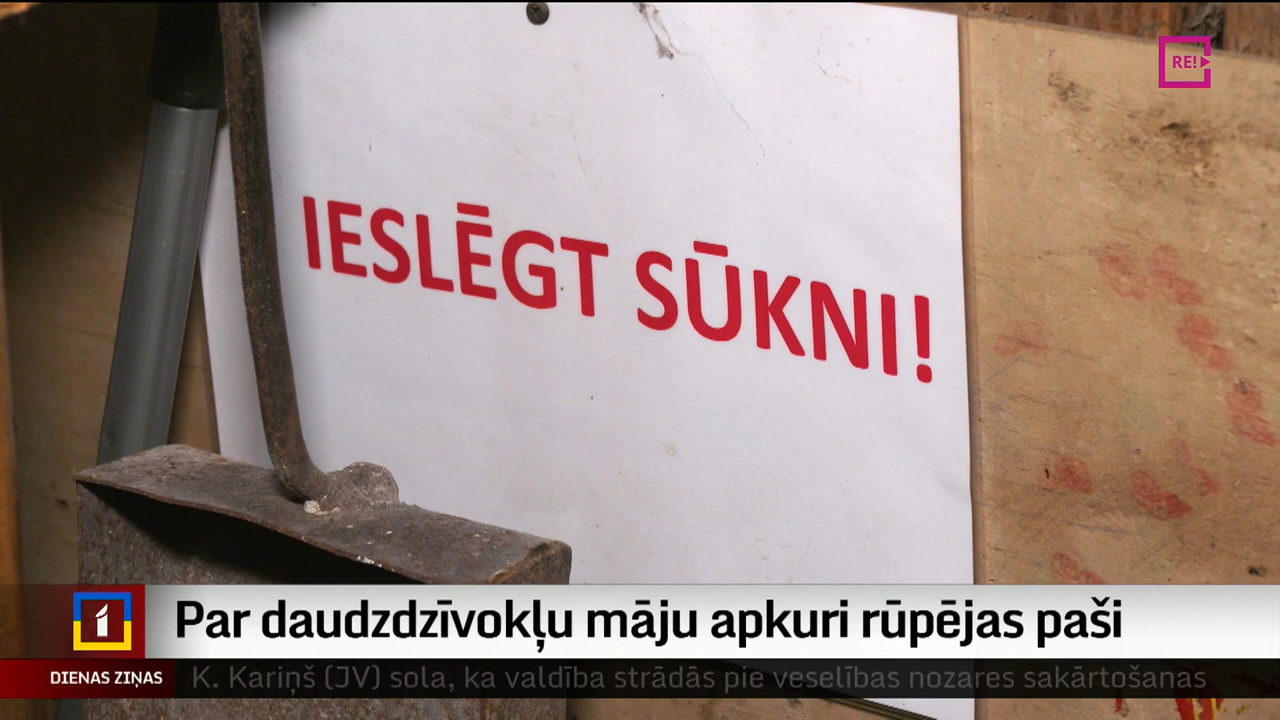 RE!
IESLĒGT SŪKNI!
1
Par daudzdzīvokļu māju apkuri rūpējas paši
DIENAS ZIŅAS
K. Kariņš (JV) sola, ka valdība strādās pie veselības nozares sakārtošanas